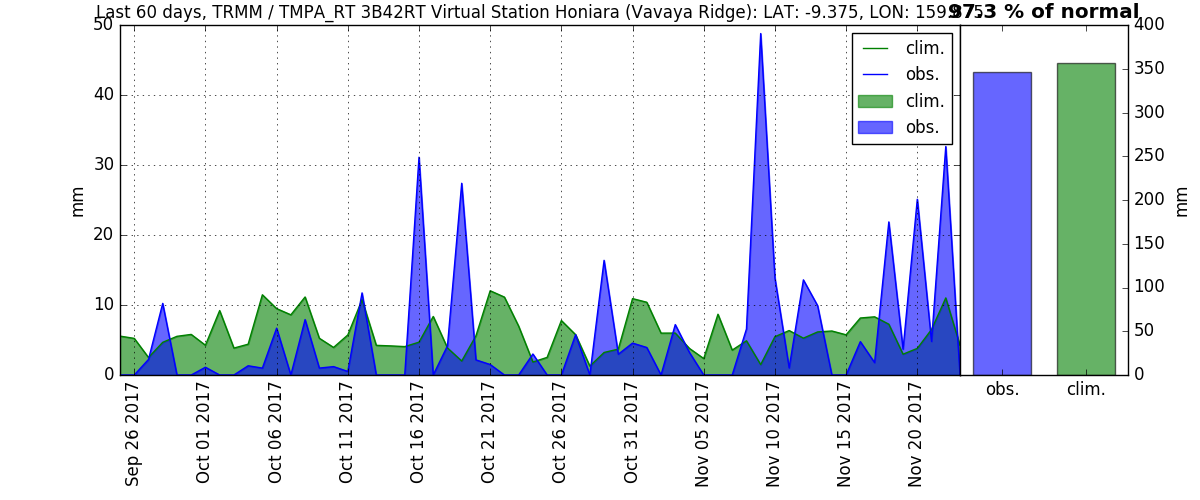 Last 60 days, TRMM / TMPA_RT 3B42RT Virtual Station Honiara (Vavaya Ridge): LAT: -9.375, LON:
97.3 % of normal
50
40
30
20
10
0
mm
clim.
obs.
clim.
obs.
400
350
300
250
200
150
100
50
0
mm
obs.
clim.
Sep 26 2017
Oct 01 2017
Oct 06 2017
Oct 11 2017
Oct 16 2017
Oct 21 2017
Oct 26 2017
Oct 31 2017
Nov 05 2017
Nov 10 2017
Nov 15 2017
Nov 20 2017